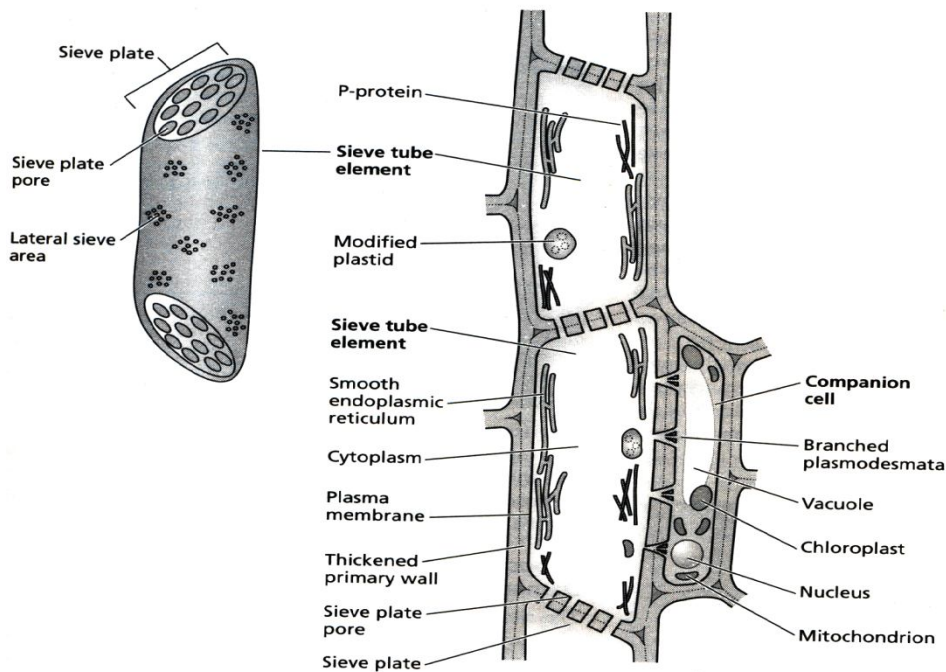 Sieve plate
Sieve plate
pore
Lateral sieve
area
P-protein
Sieve tube
element
Modified
plastid
Sieve tube
element
Smooth
endoplasmic
reticulum
Cytoplasm
Plasma
membrane
Thickened
primary wall
Sieve plate
pore
Sieve plate
Companion
cell
Branched
plasmodesmata
Vacuole
Chloroplast
Nucleus
Mitochondrion